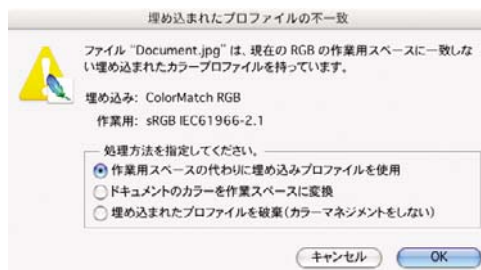 埋め込まれたプロファイルの不一致
ファイル “Document.jpg” は、現在の RGB の作業用スペースに一致しな
い埋め込まれたカラープロファイルを持っています。
埋め込み: ColorMatch RGB
作業用: sRGB IEC61966-2.1
処理方法を指定してください。
作業用スペースの代わりに埋め込みプロファイルを使用
ドキュメントのカラーを作業スペースに変換
埋め込まれたプロファイルを破棄(カラーマネジメントをしない)
キャンセル OK